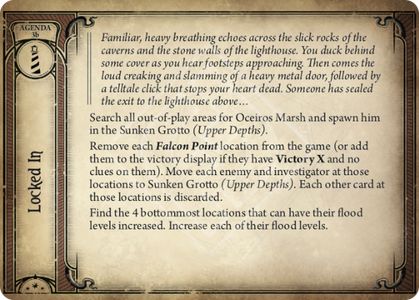 AGENDA
3b
Locked In
Familiar, heavy breathing echoes across the slick rocks of the
caverns and the stone walls of the lighthouse. You duck behind
some cover as you hear footsteps approaching. Then comes the
loud creaking and slamming of a heavy metal door, followed by
a telltale click that stops your heart dead. Someone has sealed
the exit to the lighthouse above…
Search all out-of-play areas for Oceiros Marsh and spawn him
in the Sunken Grotto (Upper Depths).
Remove each Falcon Point location from the game (or add
them to the victory display if they have Victory X and no
clues on them). Move each enemy and investigator at those
locations to Sunken Grotto (Upper Depths). Each other card at
those locations is discarded.
Find the 4 bottommost locations that can have their flood
levels increased. Increase each of their flood levels.